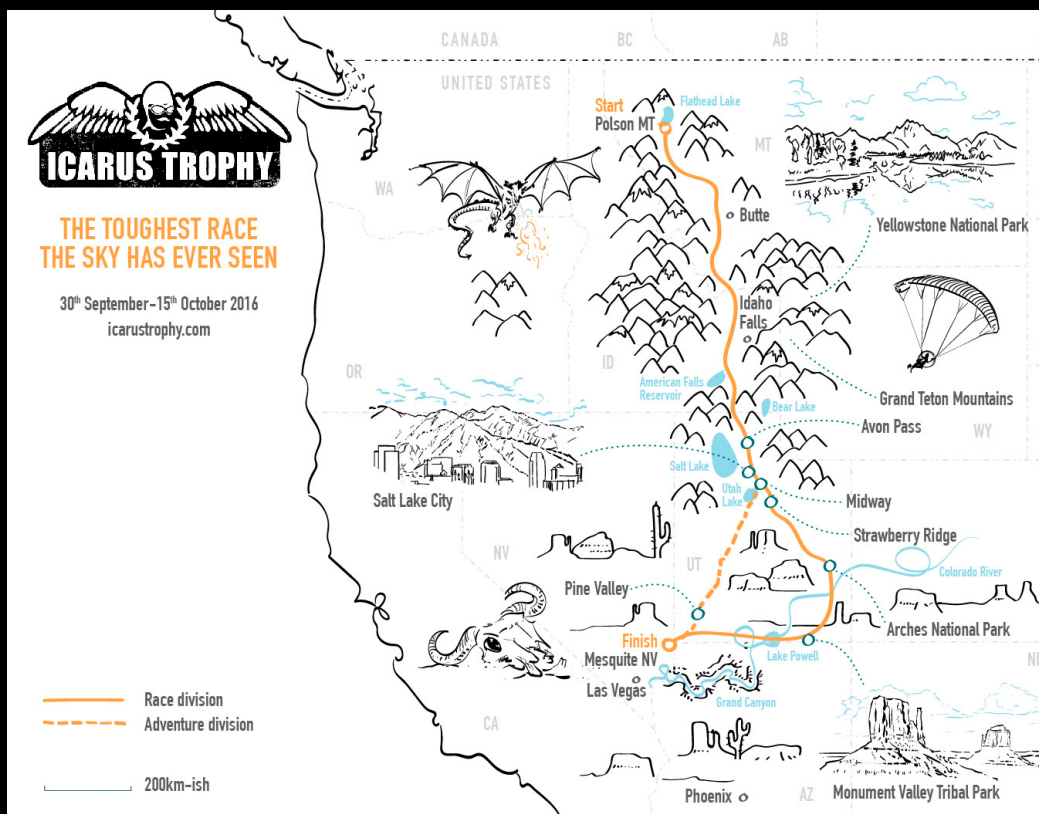 CANADA
BC
AB
UNITED STATES
ICARUS TROPHY
THE TOUGHEST RACE
THE SKY HAS EVER SEEN
30th September–15th October 2016
icarustrophy.com
Start
Polson MT
Flathead Lake
MT
WA
Butte
Yellowstone National Park
Idaho
Falls
OR
ID
American Falls
Reservoir
Bear Lake
Grand Teton Mountains
Avon Pass
WY
Salt Lake City
Salt Lake
Utah
Lake
Midway
Strawberry Ridge
NV
UT
Colorado River
Pine Valley
Arches National Park
Finish
Mesquite NV
Lake Powell
Las Vegas
Grand Canyon
Race division
Adventure division
CA
200km-ish
Phoenix
AZ
Monument Valley Tribal Park